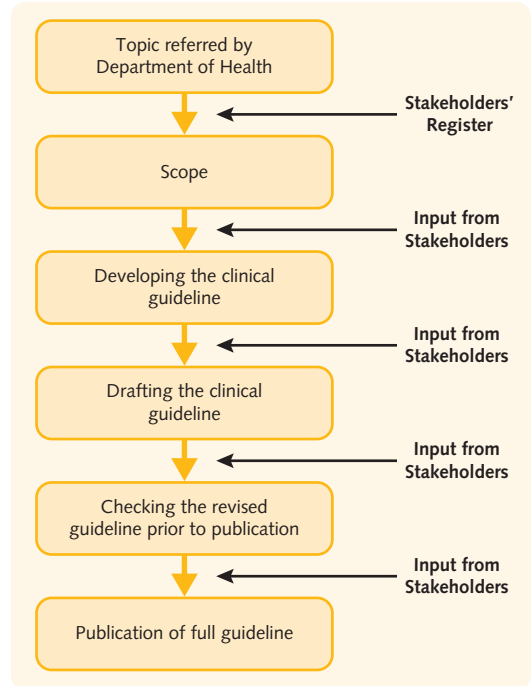 Topic referred by
Department of Health
Stakeholders'
Register
Scope
Input from
Stakeholders
Developing the clinical
guideline
Input from
Stakeholders
Drafting the clinical
guideline
Input from
Stakeholders
Checking the revised
guideline prior to publication
Input from
Stakeholders
Publication of full guideline